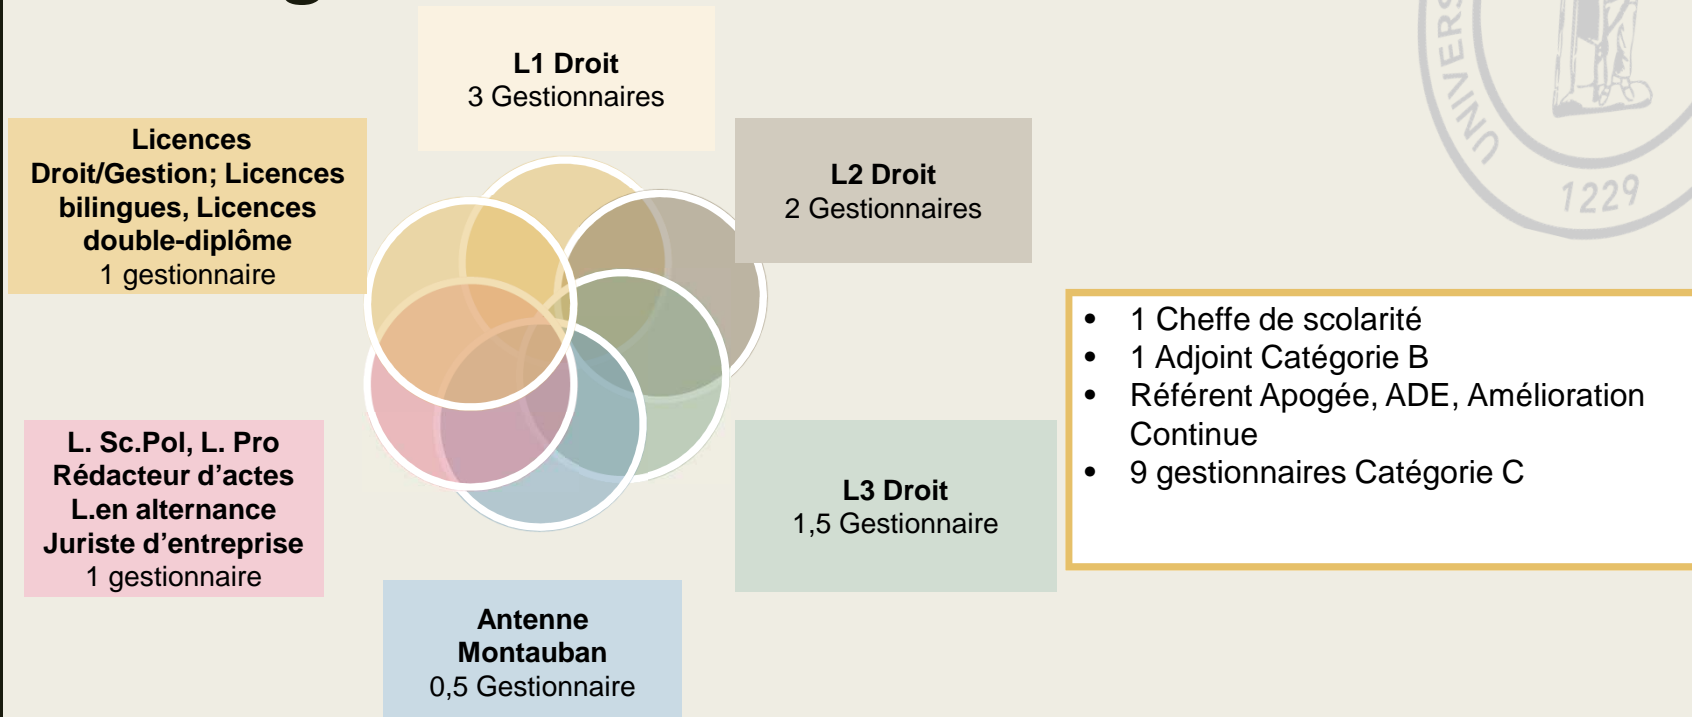 L1 Droit
3 Gestionnaires
Licences
Droit/Gestion; Licences
bilingues, Licences
double-diplôme
1 gestionnaire
L2 Droit
2 Gestionnaires
UNIVERS
1229
• 1 Cheffe de scolarité
• 1 Adjoint Catégorie B
• Référent Apogée, ADE, Amélioration
Continue
• 9 gestionnaires Catégorie C
L. Sc.Pol, L. Pro
Rédacteur d’actes
L.en alternance
Juriste d’entreprise
1 gestionnaire
L3 Droit
1,5 Gestionnaire
Antenne
Montauban
0,5 Gestionnaire